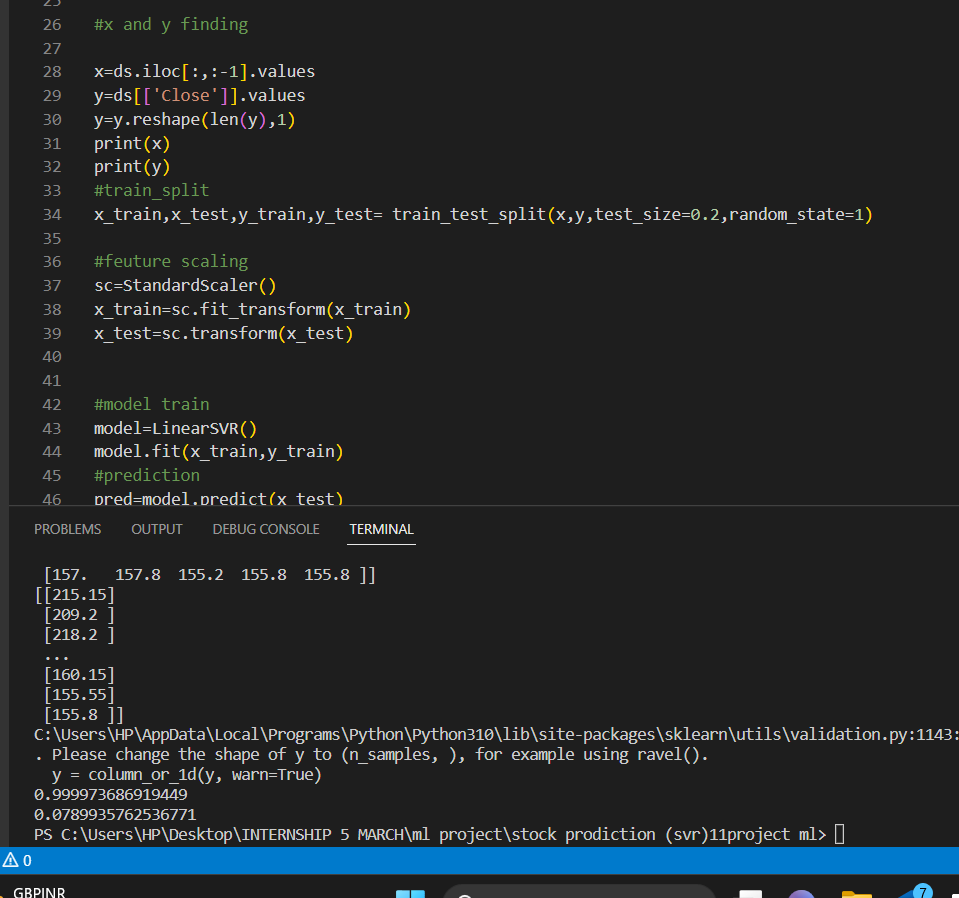 25
26 #x and y finding
27
28 x=ds.iloc[:,:-1].values
29 y=ds[['Close']].values
30 y=y.reshape(len(y),1)
31 print(x)
32 print(y)
33 #train_split
34 x_train,x_test,y_train,y_test= train_test_split(x,y,test_size=0.2,random_state=1)
35
36 #feuture scaling
37 sc=StandardScaler()
38 x_train=sc.fit_transform(x_train)
39 x_test=sc.transform(x_test)
40
41
42 #model train
43 model=LinearSVR()
44 model.fit(x_train,y_train)
45 #prediction
46 pred=model.predict(x_test)
PROBLEMS OUTPUT DEBUG CONSOLE TERMINAL
[157. 157.8 155.2 155.8 155.8 ]]
[[215.15]
[209.2 ]
[218.2 ]
...
[160.15]
[155.55]
[155.8 ]]
C:\Users\HP\AppData\Local\Programs\Python\Python310\lib\site-packages\sklearn\utils\validation.py:1143:
. Please change the shape of y to (n_samples, ), for example using ravel().
y = column_or_1d(y, warn=True)
0.999973686919449
0.0789935762536771
PS C:\Users\HP\Desktop\INTERNSHIP 5 MARCH\ml project\stock prodiction (svr)11project ml>
0
GBPINR
7